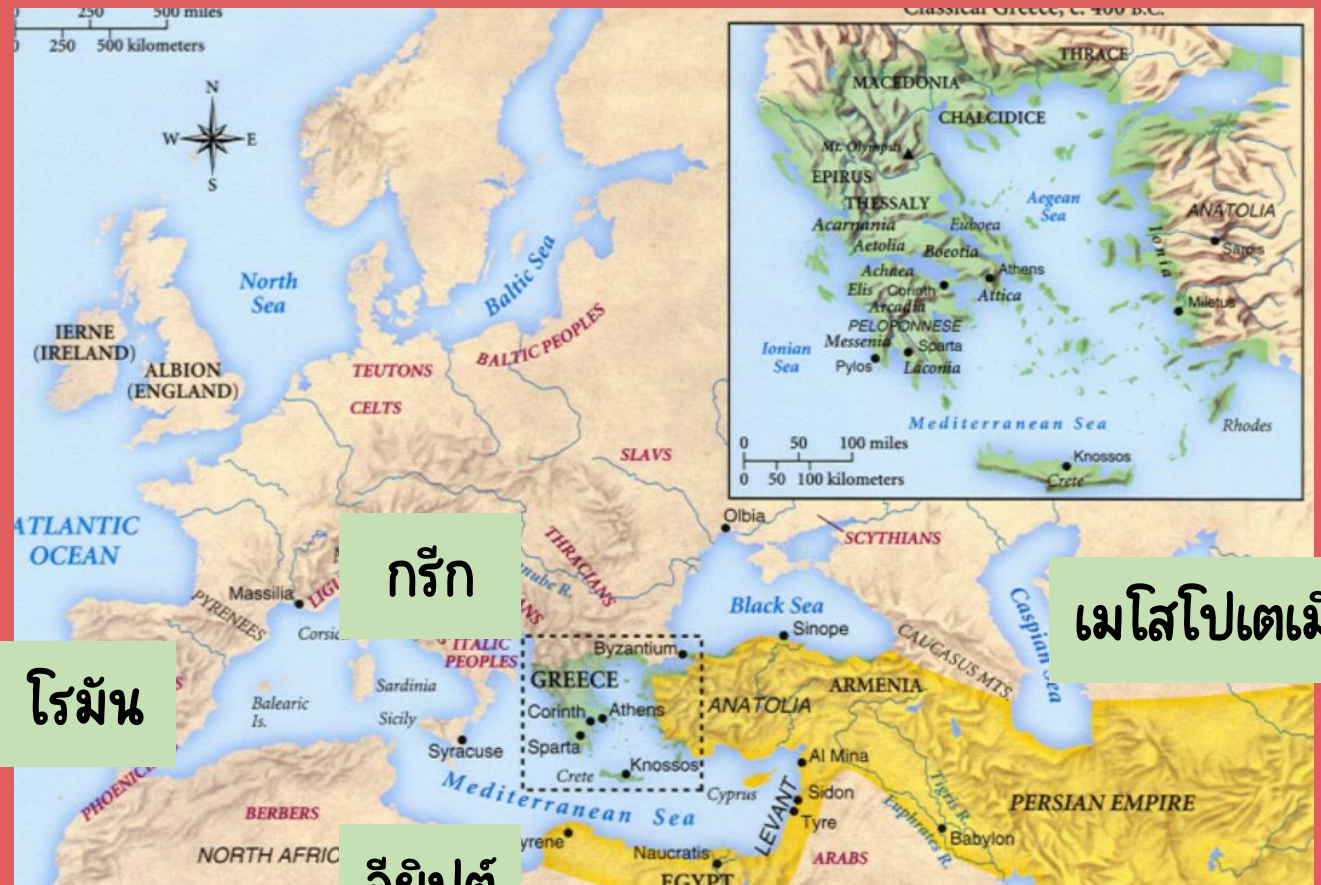 250 500 miles
250 500 kilometers
N
W E
S
Classical Greece, c. 400 B.C.
THRACE
MACEDONIA
CHALCIDICE
Mt. Olympus
EPIRUS
THESSALY
Aegean
Sea
ANATOLIA
Acarnania
Euboea
Ionia
Aetolia
Boeotia
Sardis
Achaea
Athens
Elis
Corinth
Attica
Arcadia
Miletus
PELOPONNESE
Messenia
Sparta
Ionian
Sea
Pylos
Laconia
Mediterranean Sea
Rhodes
0 50 100 miles
0 50 100 kilometers
Knossos
Crete
North
Sea
Baltic Sea
IERNE
(IRELAND)
ALBION
(ENGLAND)
TEUTONS
BALTIC PEOPLES
CELTS
SLAVS
ATLANTIC
OCEAN
Olbia
SCYTHIANS
THRACIANS
กรีก
Massilia
PYRENEES
Black Sea
Sinope
Caspian
CAUCASUS MTS.
ITALIC
PEOPLES
Byzantium
โรมัน
GREECE
Sardinia
Balearic
Is.
Sicily
Corinth
Athens
ANATOLIA
ARMENIA
Syracuse
Sparta
Knossos
Crete
Al Mina
Cyprus
Mediterranean Sea
LEVANT
Sidon
Tyre
Tigris R.
Euphrates R.
Babylon
PERSIAN EMPIRE
BERBERS
Naucratis
ARABS
EGYPT
อียิปต์